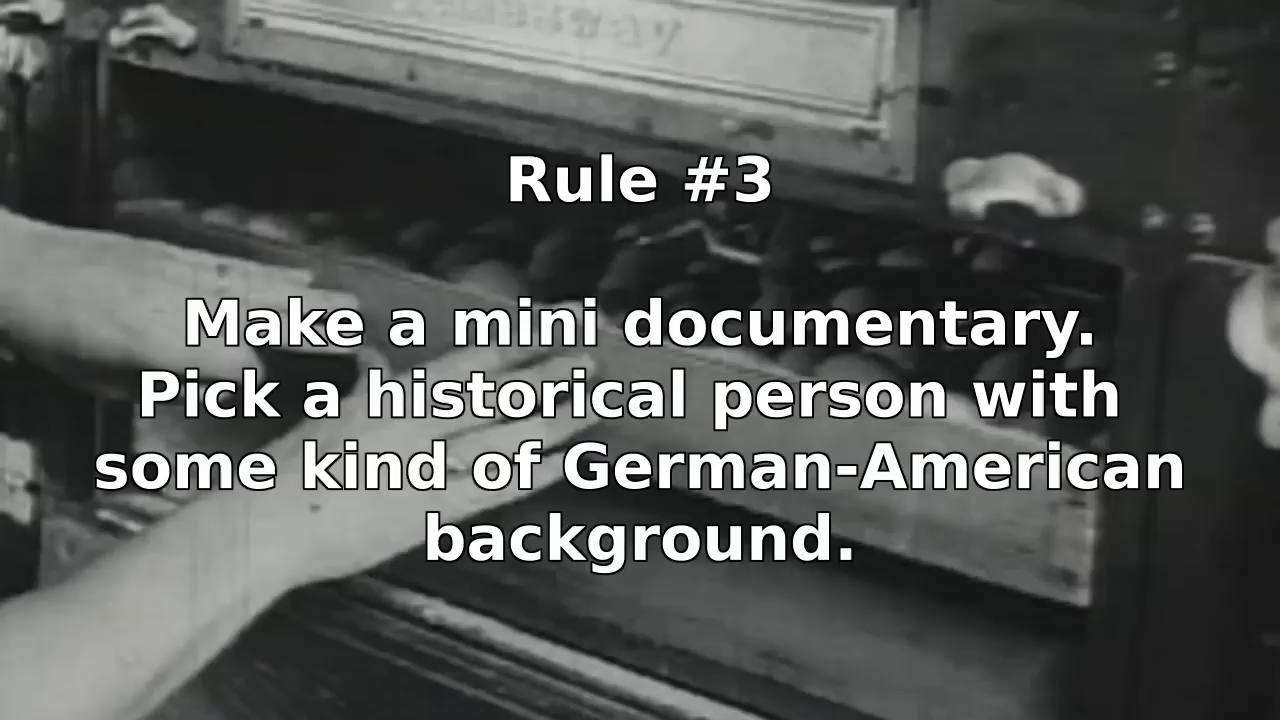 Rule #3
Make a mini documentary.
Pick a historical person with
some kind of German-American
background.